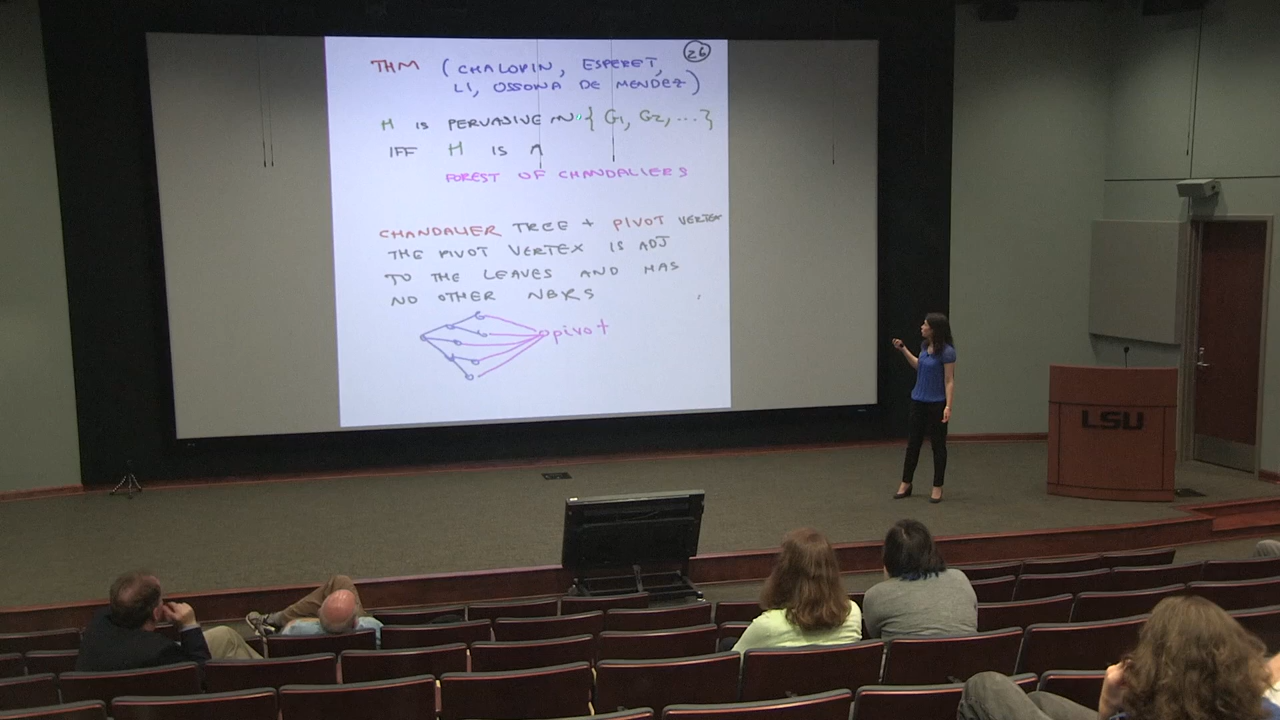 26
THM (CHALOPIN, ESPERET,
LI, OSSONA DE MENDEZ)
H IS PERVASIVE IN { G1, G2, ...}
IFF H IS A
FOREST OF CHANDALIERS
CHANDALIER TREE + PIVOT VERTEX
THE PIVOT VERTEX IS ADJ
TO THE LEAVES AND HAS
NO OTHER NBRS
pivot
LSU